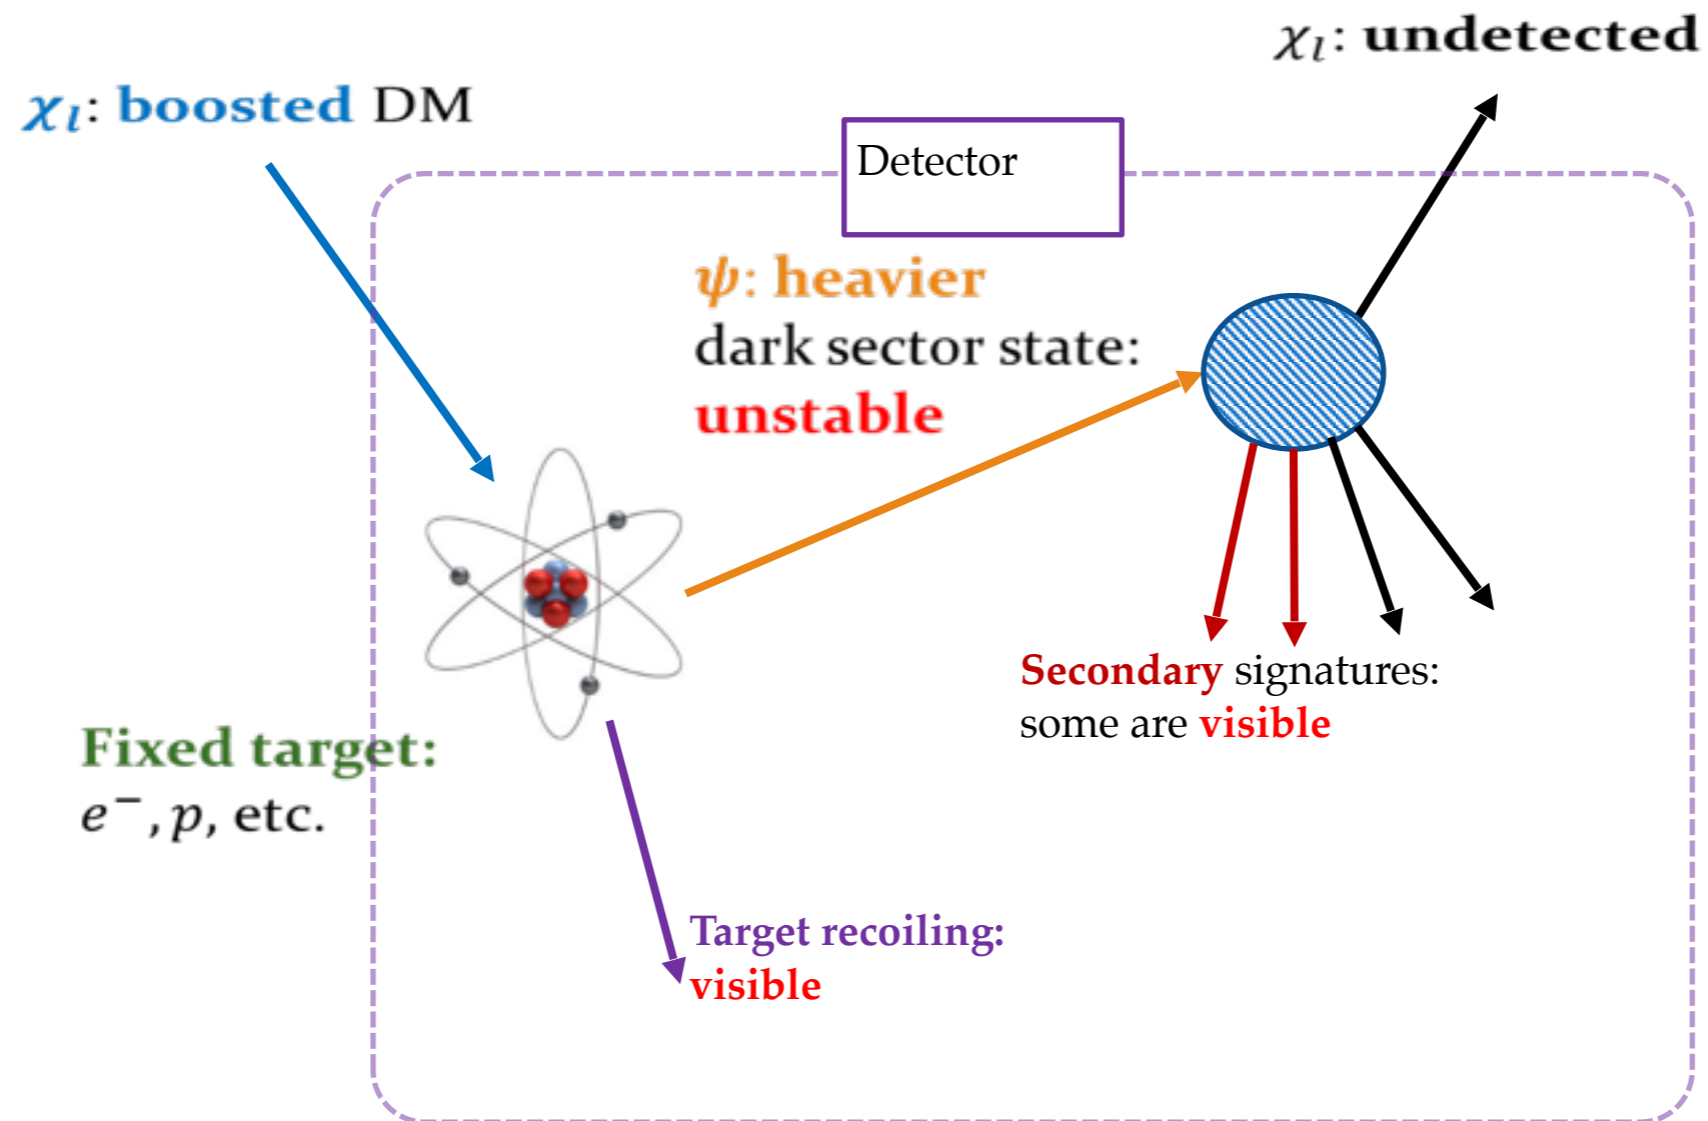 χₗ: undetected
χₗ: boosted DM
Detector
ψ: heavier
dark sector state:
unstable
Secondary signatures:
some are visible
Fixed target:
e⁻, p, etc.
Target recoiling:
visible